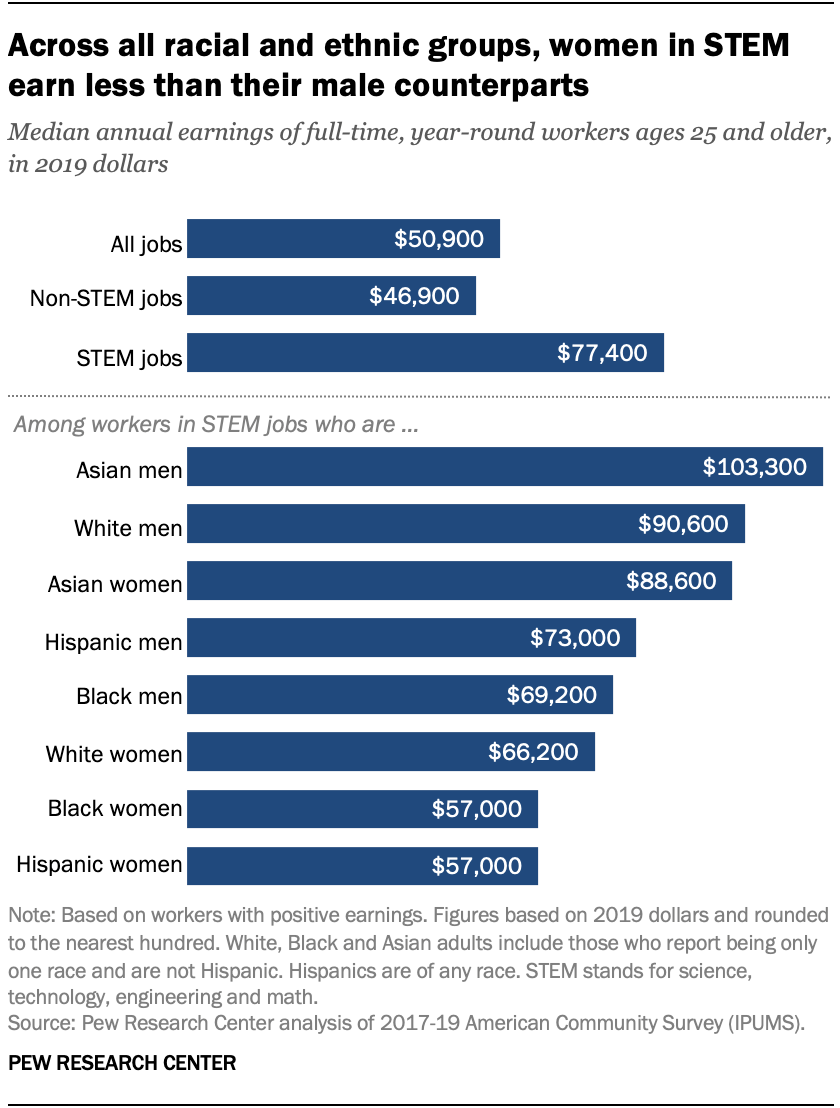 Across all racial and ethnic groups, women in STEM
earn less than their male counterparts
Median annual earnings of full-time, year-round workers ages 25 and older,
in 2019 dollars
All jobs $50,900
Non-STEM jobs $46,900
STEM jobs $77,400
Among workers in STEM jobs who are ...
Asian men $103,300
White men $90,600
Asian women $88,600
Hispanic men $73,000
Black men $69,200
White women $66,200
Black women $57,000
Hispanic women $57,000
Note: Based on workers with positive earnings. Figures based on 2019 dollars and rounded
to the nearest hundred. White, Black and Asian adults include those who report being only
one race and are not Hispanic. Hispanics are of any race. STEM stands for science,
technology, engineering and math.
Source: Pew Research Center analysis of 2017-19 American Community Survey (IPUMS).
PEW RESEARCH CENTER